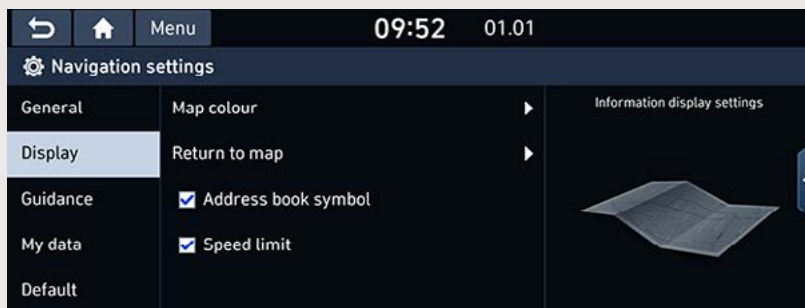 Menu 09:52 01.01
Navigation settings
General
Display
Guidance
My data
Default
Map colour
Return to map
Address book symbol
Speed limit
Information display settings